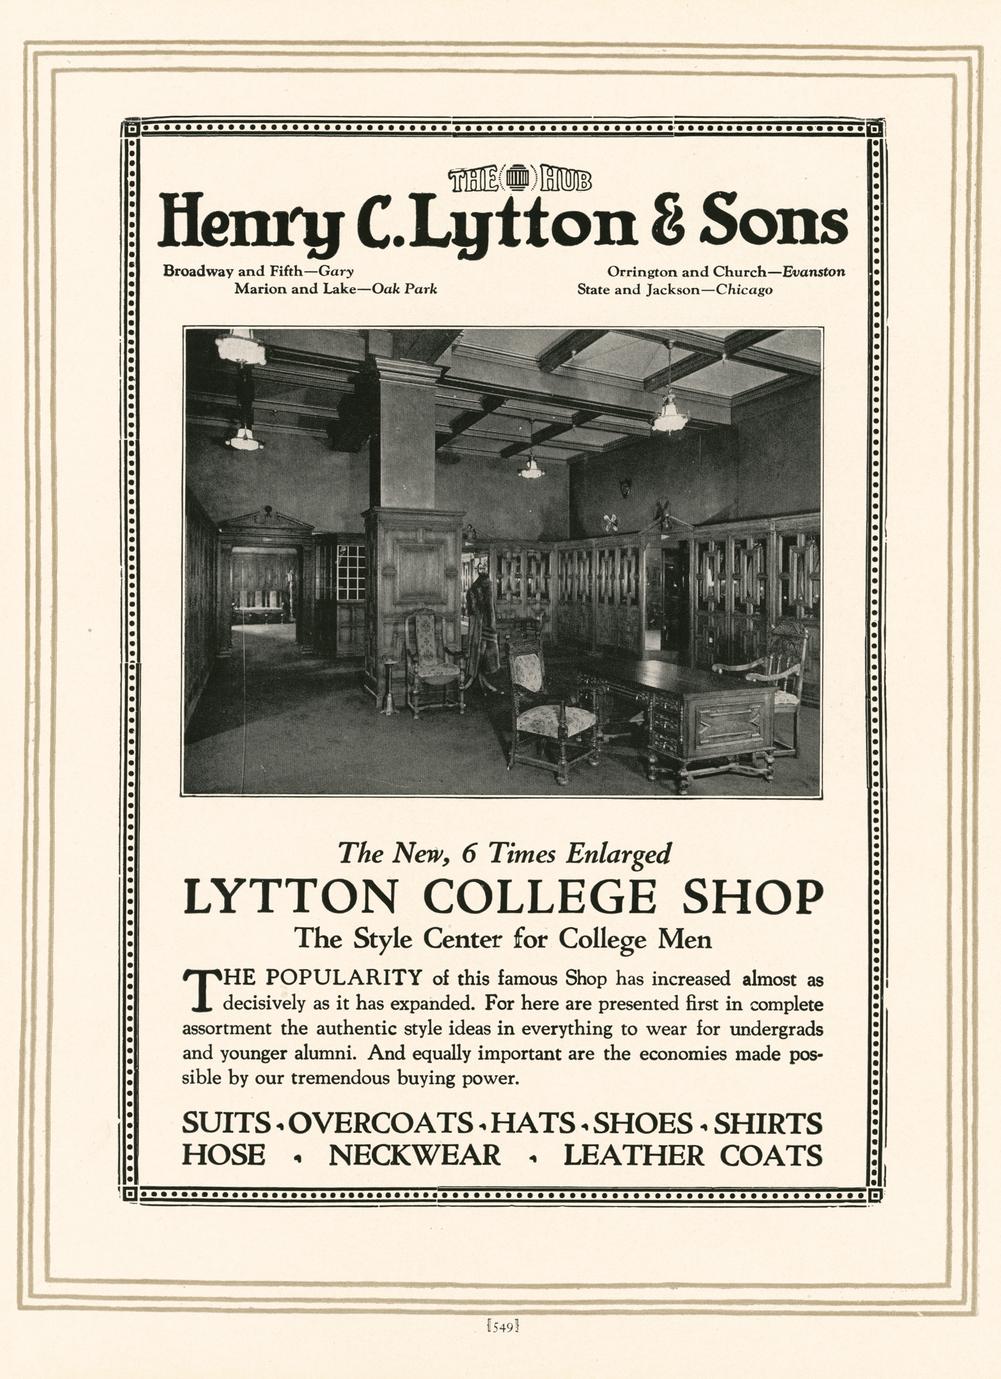 THE HUB
Henry C. Lytton & Sons
Broadway and Fifth—Gary
Orrington and Church—Evanston
Marion and Lake—Oak Park
State and Jackson—Chicago
The New, 6 Times Enlarged
LYTTON COLLEGE SHOP
The Style Center for College Men
THE POPULARITY of this famous Shop has increased almost as
decisively as it has expanded. For here are presented first in complete
assortment the authentic style ideas in everything to wear for undergrads
and younger alumni. And equally important are the economies made pos-
sible by our tremendous buying power.
SUITS · OVERCOATS · HATS · SHOES · SHIRTS
HOSE · NECKWEAR · LEATHER COATS
[549]